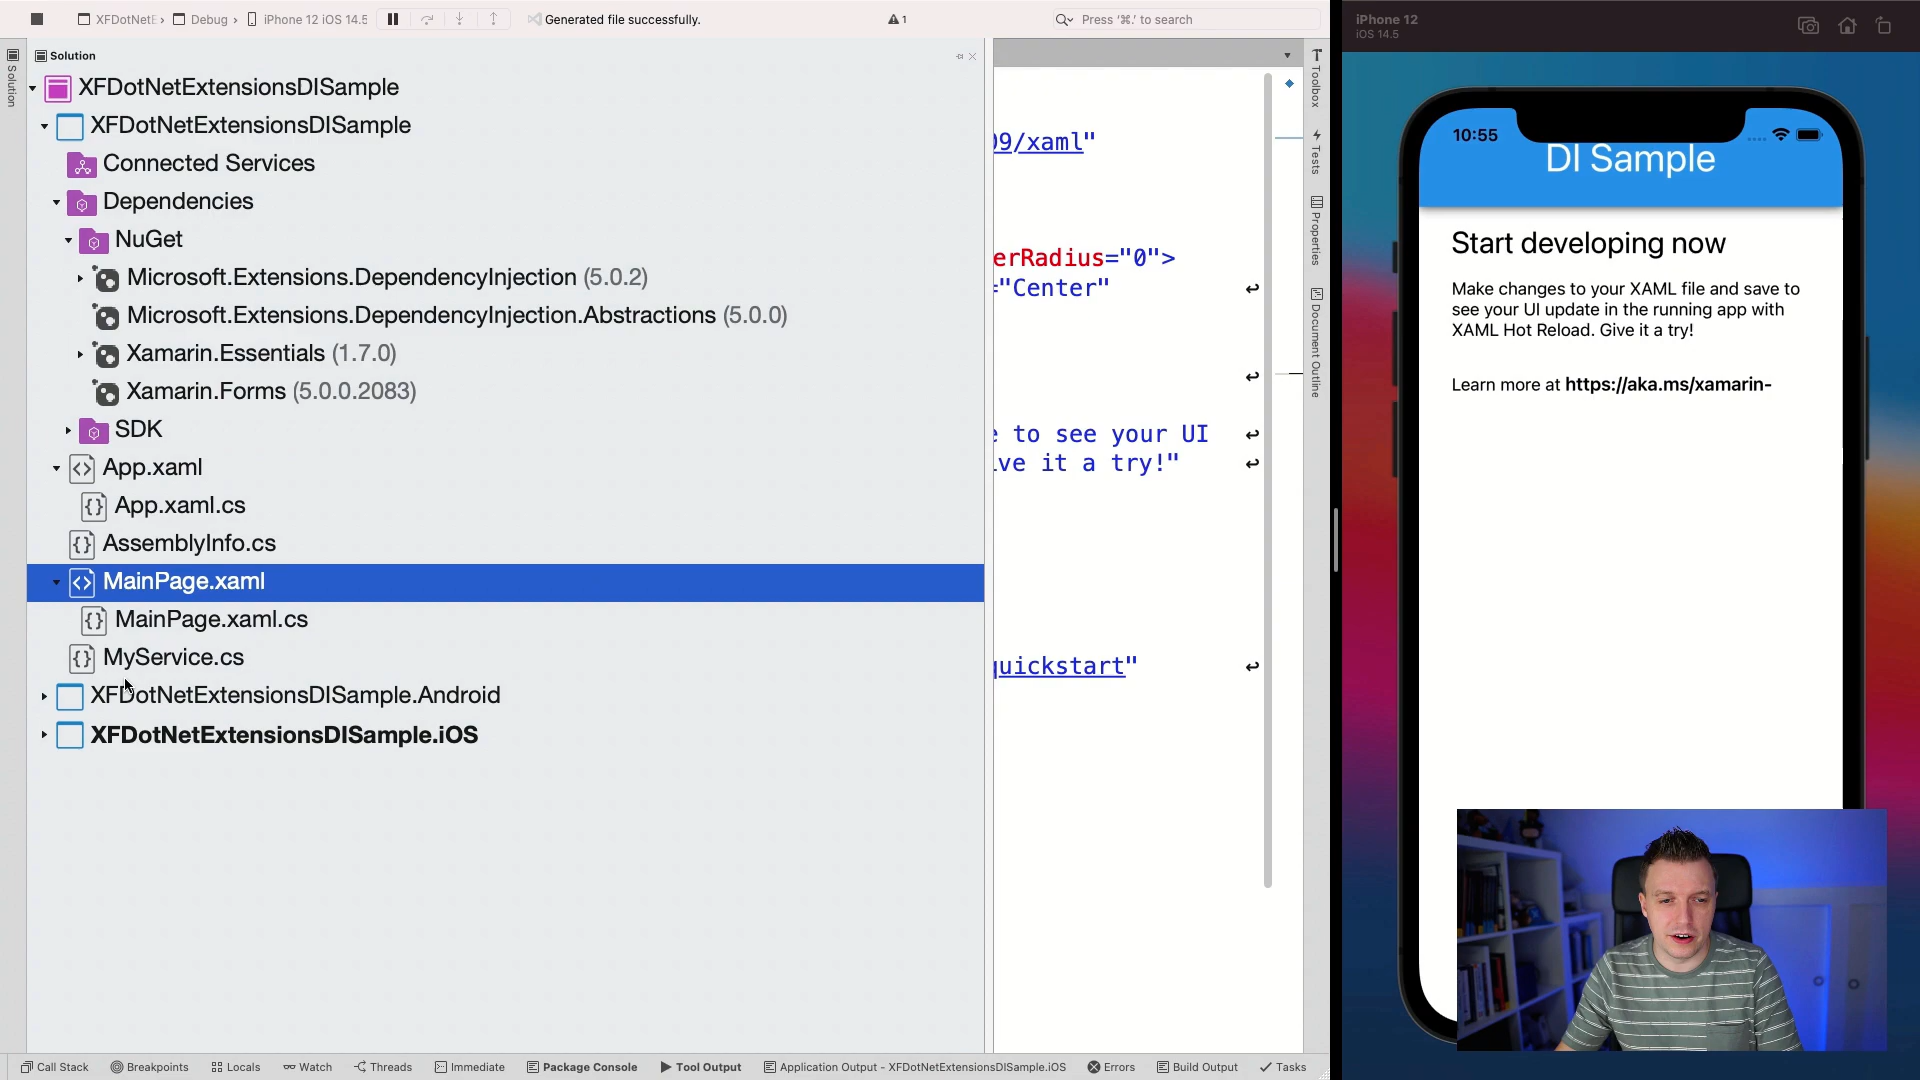 XFDotNetE
Debug
iPhone 12 iOS 14.5
Generated file successfully.
1
Press '⌘.' to search
Solution
Solution
XFDotNetExtensionsDISample
XFDotNetExtensionsDISample
Connected Services
Dependencies
NuGet
Microsoft.Extensions.DependencyInjection (5.0.2)
Microsoft.Extensions.DependencyInjection.Abstractions (5.0.0)
Xamarin.Essentials (1.7.0)
Xamarin.Forms (5.0.0.2083)
SDK
App.xaml
App.xaml.cs
AssemblyInfo.cs
MainPage.xaml
MainPage.xaml.cs
MyService.cs
XFDotNetExtensionsDISample.Android
XFDotNetExtensionsDISample.iOS
09/xaml"
erRadius="0">
="Center"
e to see your UI
ive it a try!"
quickstart"
Toolbox
Tests
Properties
Document Outline
Call Stack
Breakpoints
Locals
Watch
Threads
Immediate
Package Console
Tool Output
Application Output - XFDotNetExtensionsDISample.iOS
Errors
Build Output
Tasks
iPhone 12
iOS 14.5
10:55
DI Sample
Start developing now
Make changes to your XAML file and save to
see your UI update in the running app with
XAML Hot Reload. Give it a try!
Learn more at https://aka.ms/xamarin-